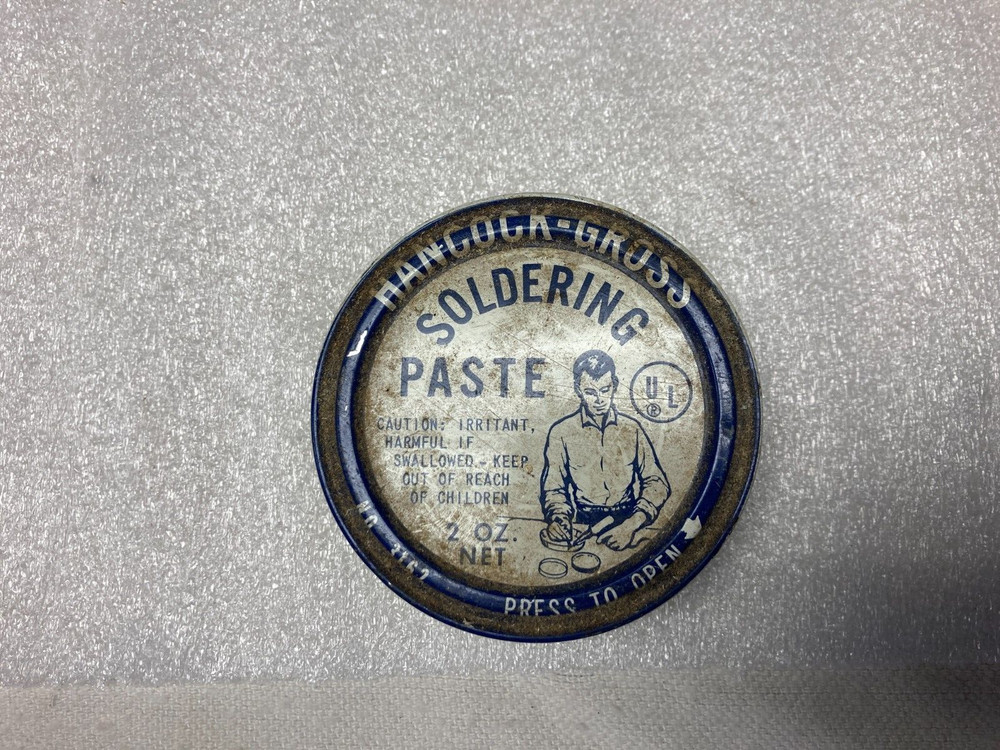 HANCOCK-GROSS
SOLDERING
PASTE
UL
®
CAUTION: IRRITANT,
HARMFUL IF
SWALLOWED - KEEP
OUT OF REACH
OF CHILDREN
2 OZ.
NET
NO.
PRESS TO OPEN